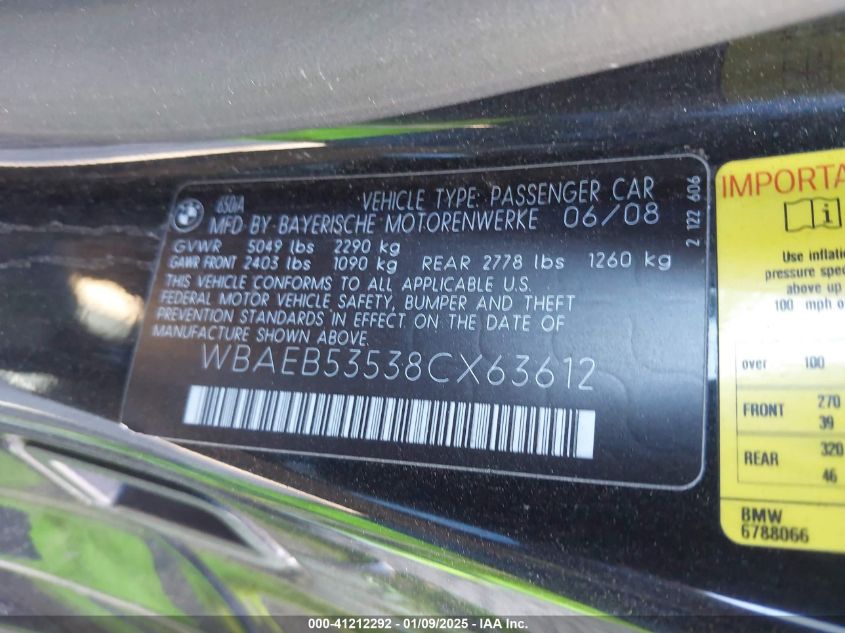 650iA
VEHICLE TYPE: PASSENGER CAR
MFD BY BAYERISCHE MOTORENWERKE 06/08
GVWR 5049 lbs 2290 kg
GAWR FRONT 2403 lbs 1090 kg REAR 2778 lbs 1260 kg
THIS VEHICLE CONFORMS TO ALL APPLICABLE U.S.
FEDERAL MOTOR VEHICLE SAFETY, BUMPER AND THEFT
PREVENTION STANDARDS IN EFFECT ON THE DATE OF
MANUFACTURE SHOWN ABOVE.
WBAEB53538CX63612
2 122 606
IMPORTA
Use inflati
pressure spec
above up
100 mph o
over 100
FRONT 270
39
REAR 320
46
BMW
6788066
000-41212292 - 01/09/2025 - IAA Inc.